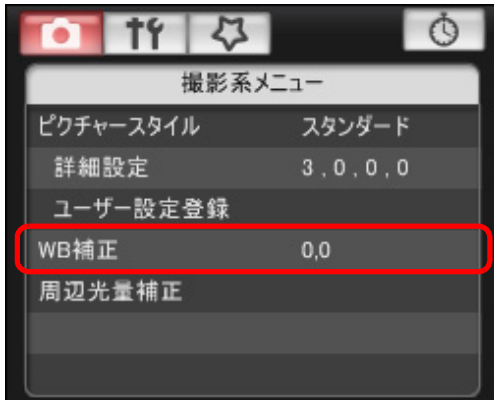 撮影系メニュー
ピクチャースタイル スタンダード
詳細設定 3 , 0 , 0 , 0
ユーザー設定登録
WB補正 0,0
周辺光量補正